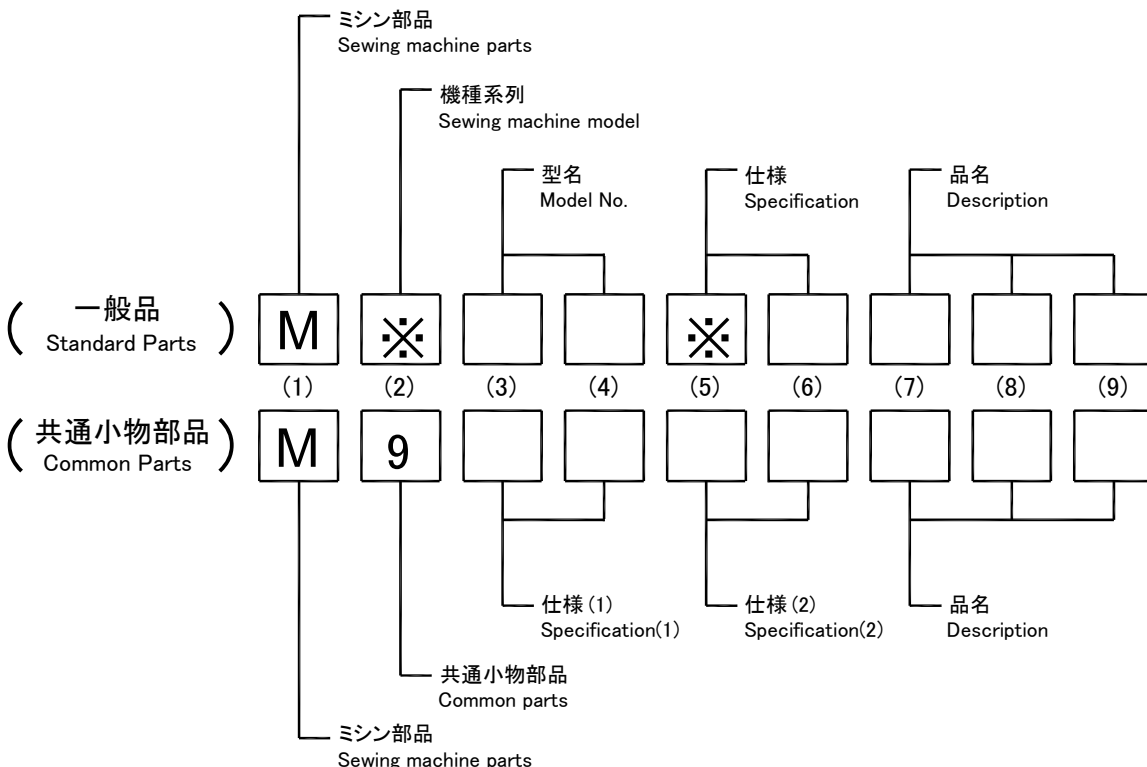 ミシン部品
Sewing machine parts
機種系列
Sewing machine model
型名
Model No.
仕様
Specification
品名
Description
( 一般品 )
Standard Parts
M ※ ※
(1) (2) (3) (4) (5) (6) (7) (8) (9)
( 共通小物部品 )
Common Parts
M 9
仕様(1)
Specification(1)
仕様(2)
Specification(2)
品名
Description
共通小物部品
Common parts
ミシン部品
Sewing machine parts